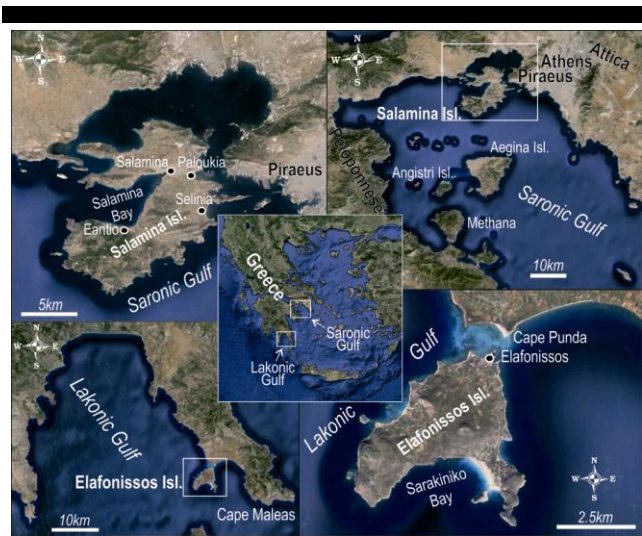 N
W E
S
Salamina Paloukia
Piraeus
Salamina
Bay
Selinia
Eantio
Salamina Isl.
Saronic Gulf
5km
N
W E
S
Attica
Athens
Piraeus
Salamina Isl.
Peloponnese
Aegina Isl.
Angistri Isl.
Saronic Gulf
Methana
10km
Greece
Saronic
Gulf
Lakonic
Gulf
N
W E
S
Lakonic Gulf
Elafonissos Isl.
10km
Cape Maleas
Cape Punda
Elafonissos
Lakonic Gulf
Elafonissos Isl.
Sarakiniko
Bay
N
W E
S
2.5km